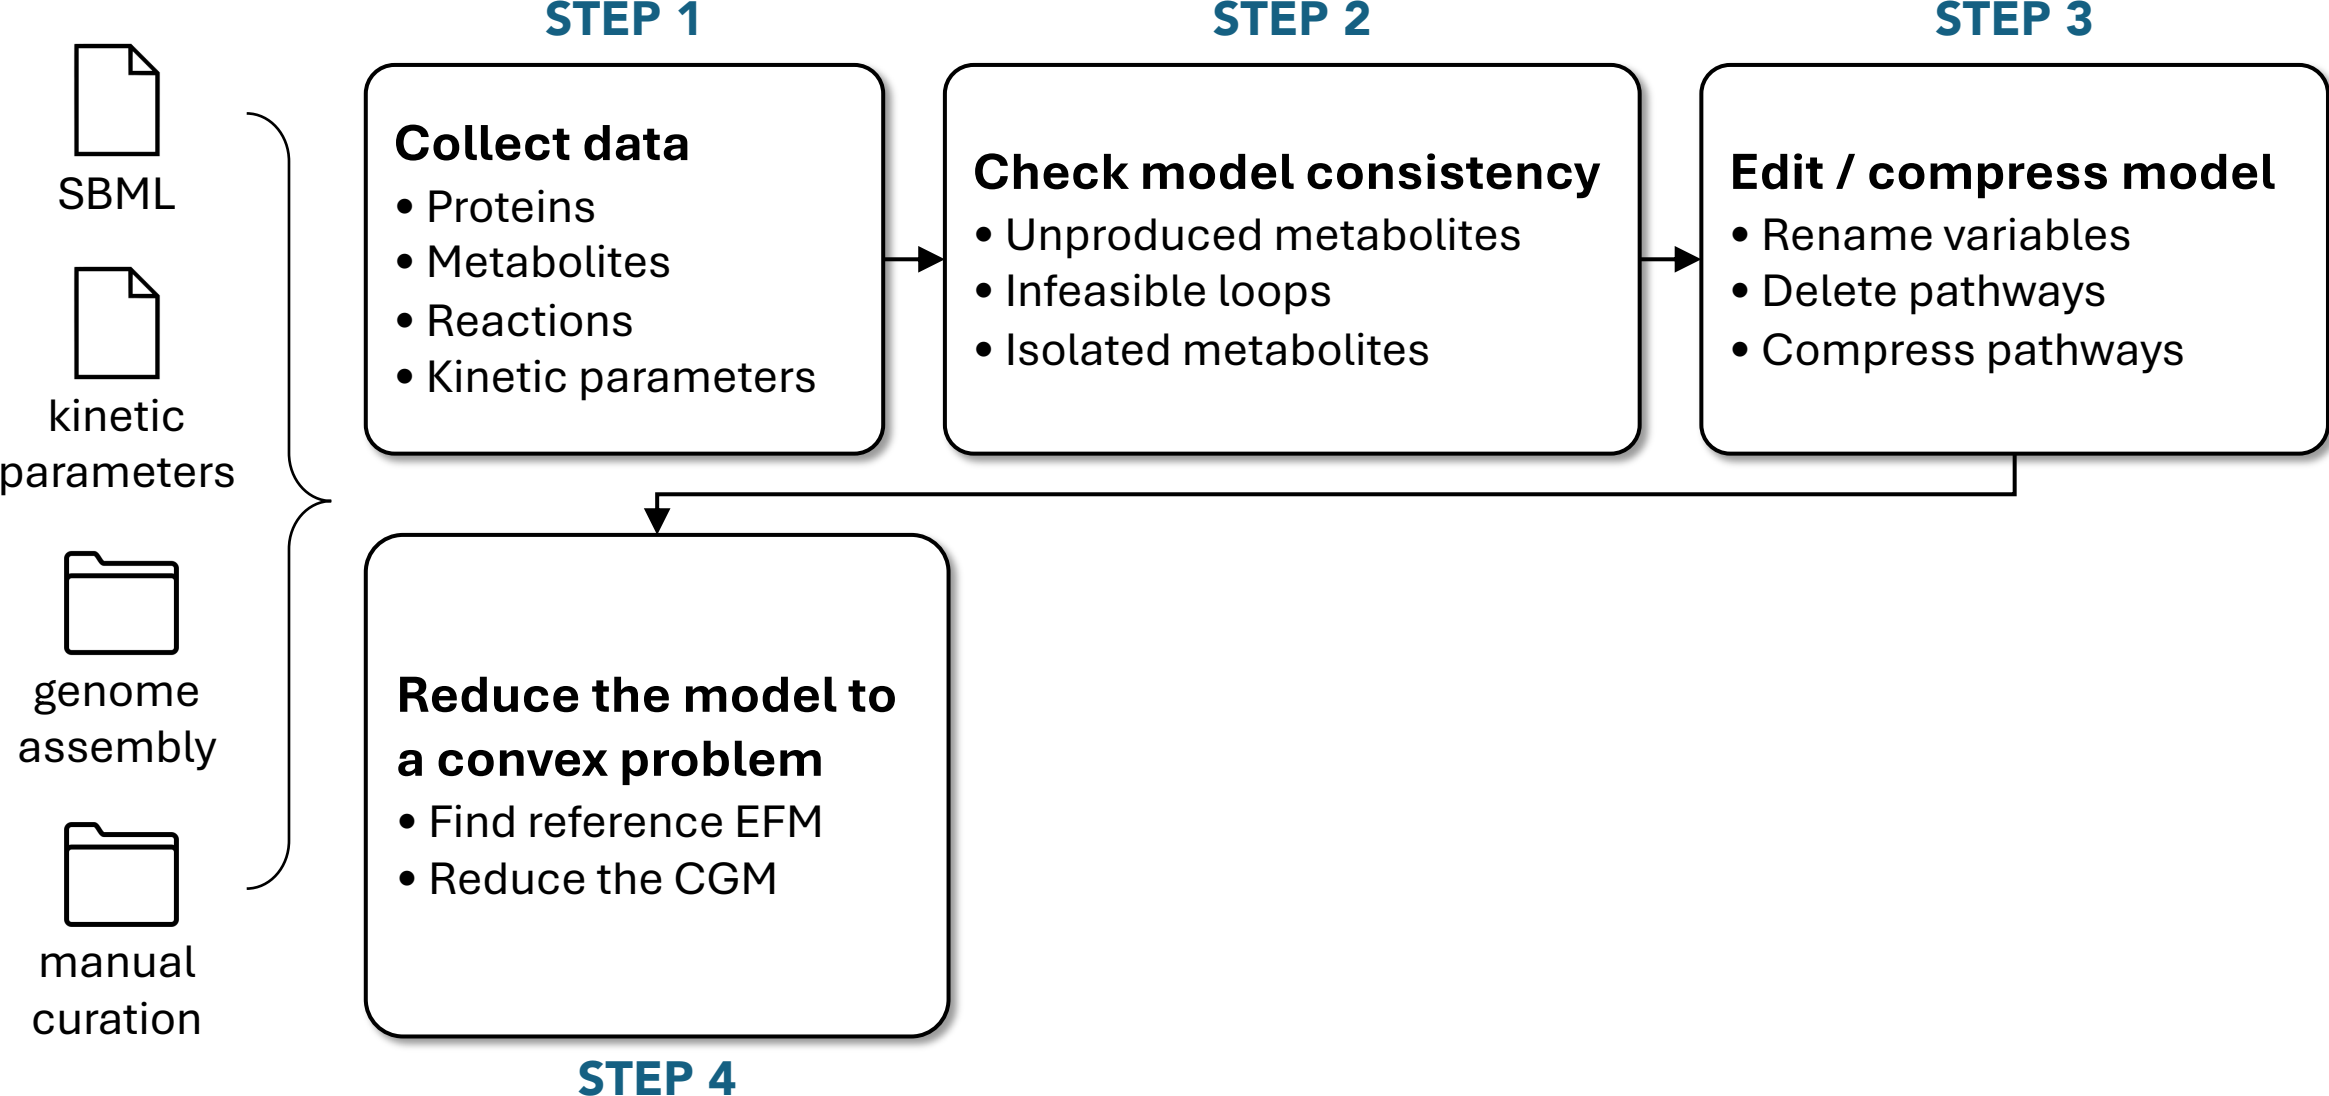 SBML
kinetic
parameters
genome
assembly
manual
curation
STEP 1
Collect data
• Proteins
• Metabolites
• Reactions
• Kinetic parameters
STEP 2
Check model consistency
• Unproduced metabolites
• Infeasible loops
• Isolated metabolites
STEP 3
Edit / compress model
• Rename variables
• Delete pathways
• Compress pathways
Reduce the model to
a convex problem
• Find reference EFM
• Reduce the CGM
STEP 4